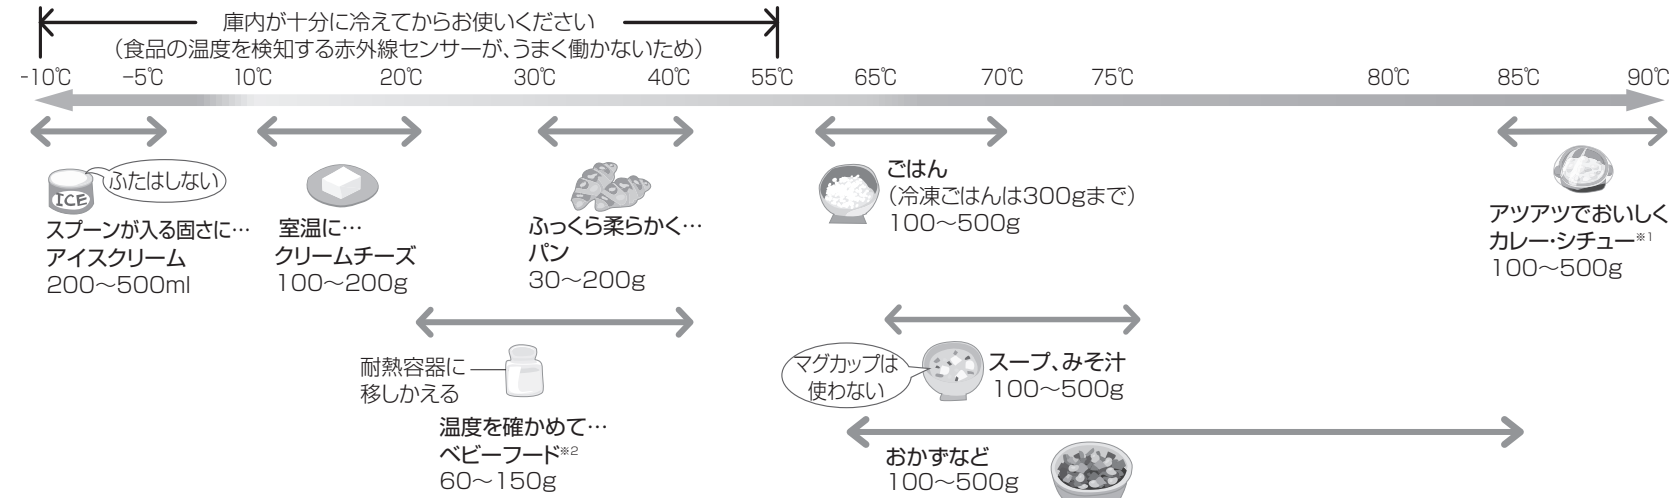 庫内が十分に冷えてからお使いください
（食品の温度を検知する赤外線センサーが、うまく働かないため）
-10℃ -5℃ 10℃ 20℃ 30℃ 40℃ 55℃ 65℃ 70℃ 75℃ 80℃ 85℃ 90℃
ふたはしない
ICE
スプーンが入る固さに…
アイスクリーム
200～500ml
室温に…
クリームチーズ
100～200g
ふっくら柔らかく…
パン
30～200g
ごはん
（冷凍ごはんは300gまで）
100～500g
アツアツでおいしく
カレー・シチュー※1
100～500g
耐熱容器に
移しかえる
温度を確かめて…
ベビーフード※2
60～150g
マグカップは
使わない
スープ、みそ汁
100～500g
おかずなど
100～500g